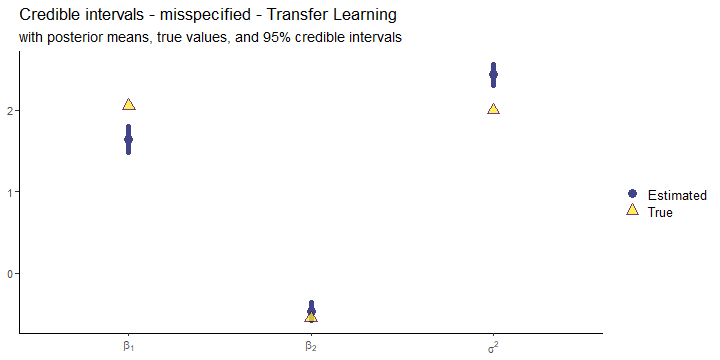 Credible intervals - misspecified - Transfer Learning
with posterior means, true values, and 95% credible intervals
2
1
0
β₁
β₂
σ²
Estimated
True